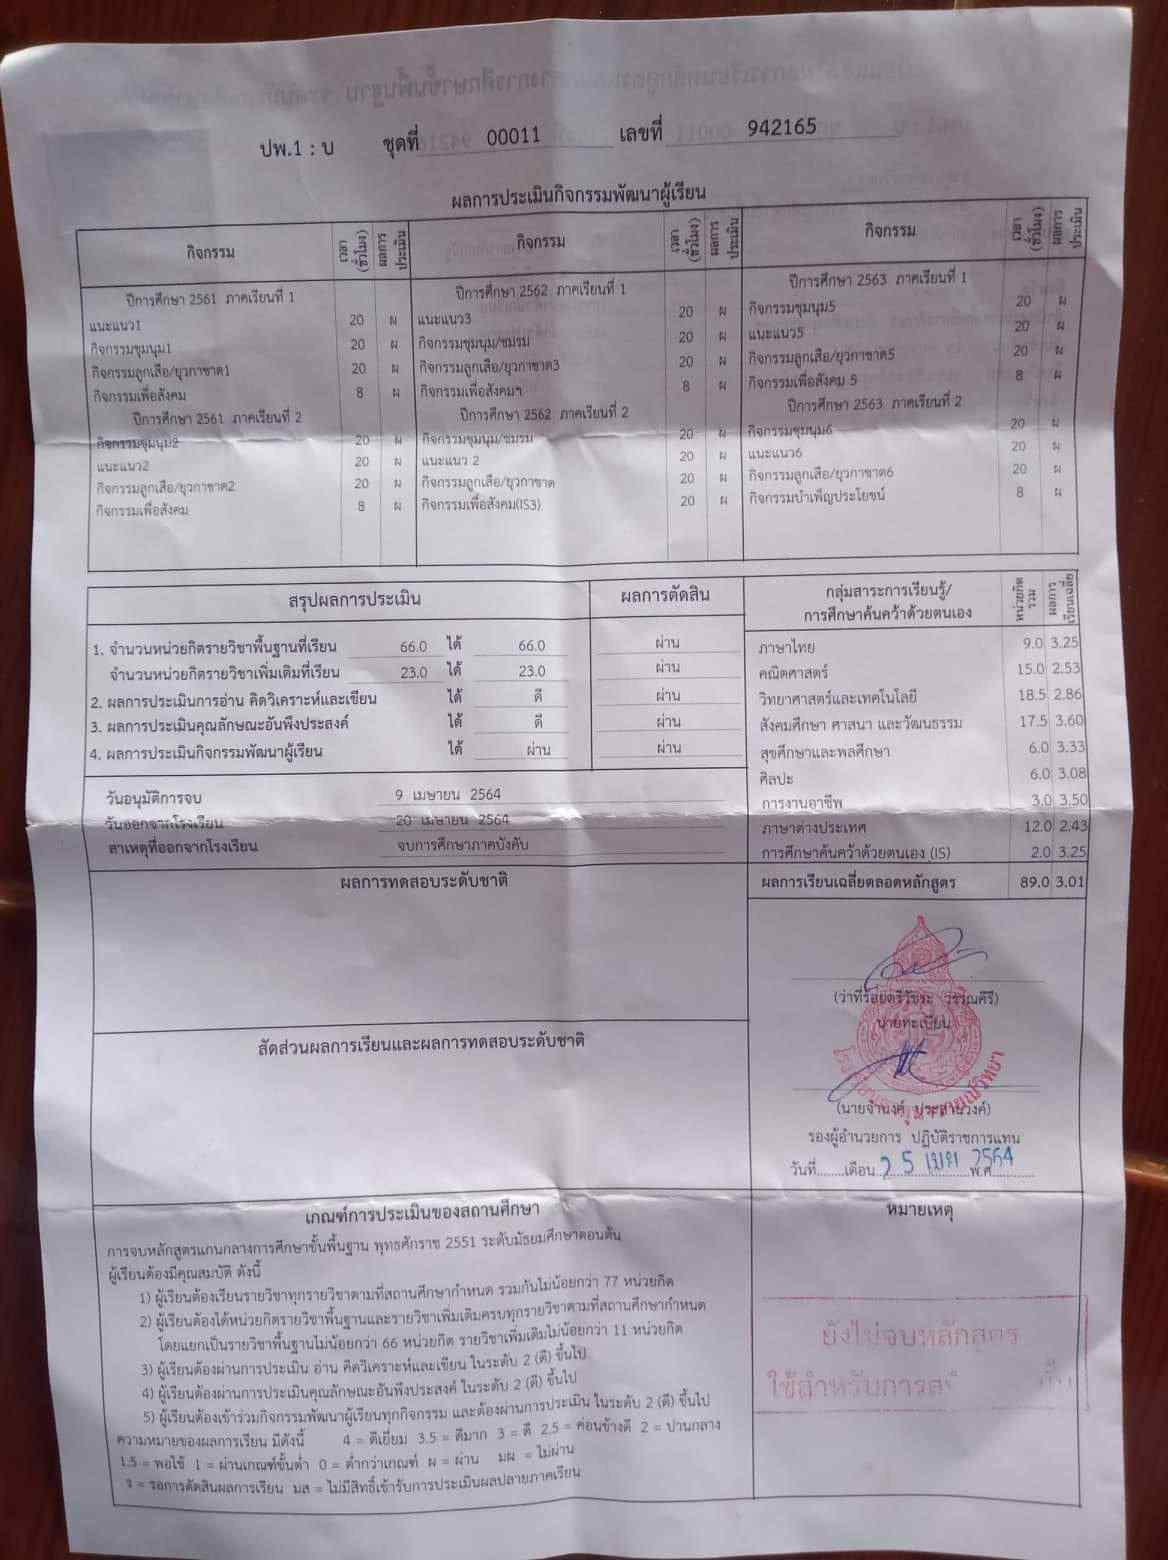 ปพ.1 : บ ชุดที่ 00011 เลขที่ 942165
ผลการประเมินกิจกรรมพัฒนาผู้เรียน
กิจกรรม เวลา (ชั่วโมง) ผลการประเมิน กิจกรรม เวลา (ชั่วโมง) ผลการประเมิน กิจกรรม เวลา (ชั่วโมง) ผลการประเมิน
ปีการศึกษา 2561 ภาคเรียนที่ 1
แนะแนว1 20 ผ
กิจกรรมชุมนุม1 20 ผ
กิจกรรมลูกเสือ/ยุวกาชาด1 20 ผ
กิจกรรมเพื่อสังคม 8 ผ
ปีการศึกษา 2561 ภาคเรียนที่ 2
กิจกรรมชุมนุม2 20 ผ
แนะแนว2 20 ผ
กิจกรรมลูกเสือ/ยุวกาชาด2 20 ผ
กิจกรรมเพื่อสังคม 8 ผ
ปีการศึกษา 2562 ภาคเรียนที่ 1
แนะแนว3 20 ผ
กิจกรรมชุมนุม/ชมรม 20 ผ
กิจกรรมลูกเสือ/ยุวกาชาด3 20 ผ
กิจกรรมเพื่อสังคมฯ 8 ผ
ปีการศึกษา 2562 ภาคเรียนที่ 2
กิจกรรมชุมนุม/ชมรม 20 ผ
แนะแนว 2 20 ผ
กิจกรรมลูกเสือ/ยุวกาชาด 20 ผ
กิจกรรมเพื่อสังคม(IS3) 20 ผ
ปีการศึกษา 2563 ภาคเรียนที่ 1
กิจกรรมชุมนุม5 20 ผ
แนะแนว5 20 ผ
กิจกรรมลูกเสือ/ยุวกาชาด5 20 ผ
กิจกรรมเพื่อสังคม 5 8 ผ
ปีการศึกษา 2563 ภาคเรียนที่ 2
กิจกรรมชุมนุม6 20 ผ
แนะแนว6 20 ผ
กิจกรรมลูกเสือ/ยุวกาชาด6 20 ผ
กิจกรรมบำเพ็ญประโยชน์ 8 ผ
สรุปผลการประเมิน ผลการตัดสิน
1. จำนวนหน่วยกิตรายวิชาพื้นฐานที่เรียน 66.0 ได้ 66.0 ผ่าน
จำนวนหน่วยกิตรายวิชาเพิ่มเติมที่เรียน 23.0 ได้ 23.0 ผ่าน
2. ผลการประเมินการอ่าน คิดวิเคราะห์และเขียน ได้ ดี ผ่าน
3. ผลการประเมินคุณลักษณะอันพึงประสงค์ ได้ ดี ผ่าน
4. ผลการประเมินกิจกรรมพัฒนาผู้เรียน ได้ ผ่าน ผ่าน
วันอนุมัติการจบ 9 เมษายน 2564
วันออกจากโรงเรียน 20 เมษายน 2564
สาเหตุที่ออกจากโรงเรียน จบการศึกษาภาคบังคับ
กลุ่มสาระการเรียนรู้/ หน่วยกิตรวม ผลการเรียนเฉลี่ย
การศึกษาค้นคว้าด้วยตนเอง
ภาษาไทย 9.0 3.25
คณิตศาสตร์ 15.0 2.53
วิทยาศาสตร์และเทคโนโลยี 18.5 2.86
สังคมศึกษา ศาสนา และวัฒนธรรม 17.5 3.60
สุขศึกษาและพลศึกษา 6.0 3.33
ศิลปะ 6.0 3.08
การงานอาชีพ 3.0 3.50
ภาษาต่างประเทศ 12.0 2.43
การศึกษาค้นคว้าด้วยตนเอง (IS) 2.0 3.25
ผลการเรียนเฉลี่ยตลอดหลักสูตร 89.0 3.01
ผลการทดสอบระดับชาติ
สัดส่วนผลการเรียนและผลการทดสอบระดับชาติ
(ว่าที่ร้อยตรีวัชระ วรรณคีรี)
นายทะเบียน
(นายจำนงค์ ประสานวงค์)
รองผู้อำนวยการ ปฏิบัติราชการแทน
วันที่.......เดือน 25 เมย 2564 พ.ศ.
เกณฑ์การประเมินของสถานศึกษา
การจบหลักสูตรแกนกลางการศึกษาขั้นพื้นฐาน พุทธศักราช 2551 ระดับมัธยมศึกษาตอนต้น
ผู้เรียนต้องมีคุณสมบัติ ดังนี้
1) ผู้เรียนต้องเรียนรายวิชาทุกรายวิชาตามที่สถานศึกษากำหนด รวมกันไม่น้อยกว่า 77 หน่วยกิต
2) ผู้เรียนต้องได้หน่วยกิตรายวิชาพื้นฐานและรายวิชาเพิ่มเติมครบทุกรายวิชาตามที่สถานศึกษากำหนด
โดยแยกเป็นรายวิชาพื้นฐานไม่น้อยกว่า 66 หน่วยกิต รายวิชาเพิ่มเติมไม่น้อยกว่า 11 หน่วยกิต
3) ผู้เรียนต้องผ่านการประเมิน อ่าน คิดวิเคราะห์และเขียน ในระดับ 2 (ดี) ขึ้นไป
4) ผู้เรียนต้องผ่านการประเมินคุณลักษณะอันพึงประสงค์ ในระดับ 2 (ดี) ขึ้นไป
5) ผู้เรียนต้องเข้าร่วมกิจกรรมพัฒนาผู้เรียนทุกกิจกรรม และต้องผ่านการประเมิน ในระดับ 2 (ดี) ขึ้นไป
ความหมายของผลการเรียน มีดังนี้ 4 = ดีเยี่ยม 3.5 = ดีมาก 3 = ดี 2.5 = ค่อนข้างดี 2 = ปานกลาง
1.5 = พอใช้ 1 = ผ่านเกณฑ์ขั้นต่ำ 0 = ต่ำกว่าเกณฑ์ ผ = ผ่าน มผ = ไม่ผ่าน
ร = รอการตัดสินผลการเรียน มส = ไม่มีสิทธิ์เข้ารับการประเมินผลปลายภาคเรียน
หมายเหตุ
ยังไม่จบหลักสูตร
ใช้สำหรับการ